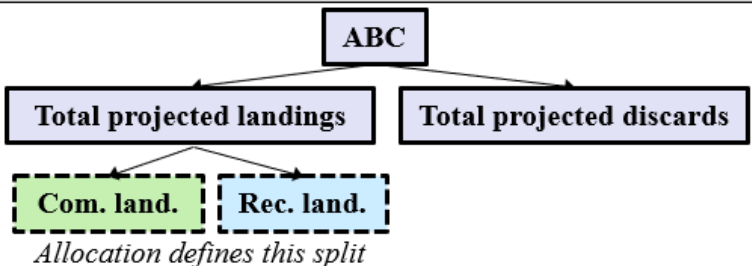 ABC
Total projected landings
Total projected discards
Com. land.
Rec. land.
Allocation defines this split